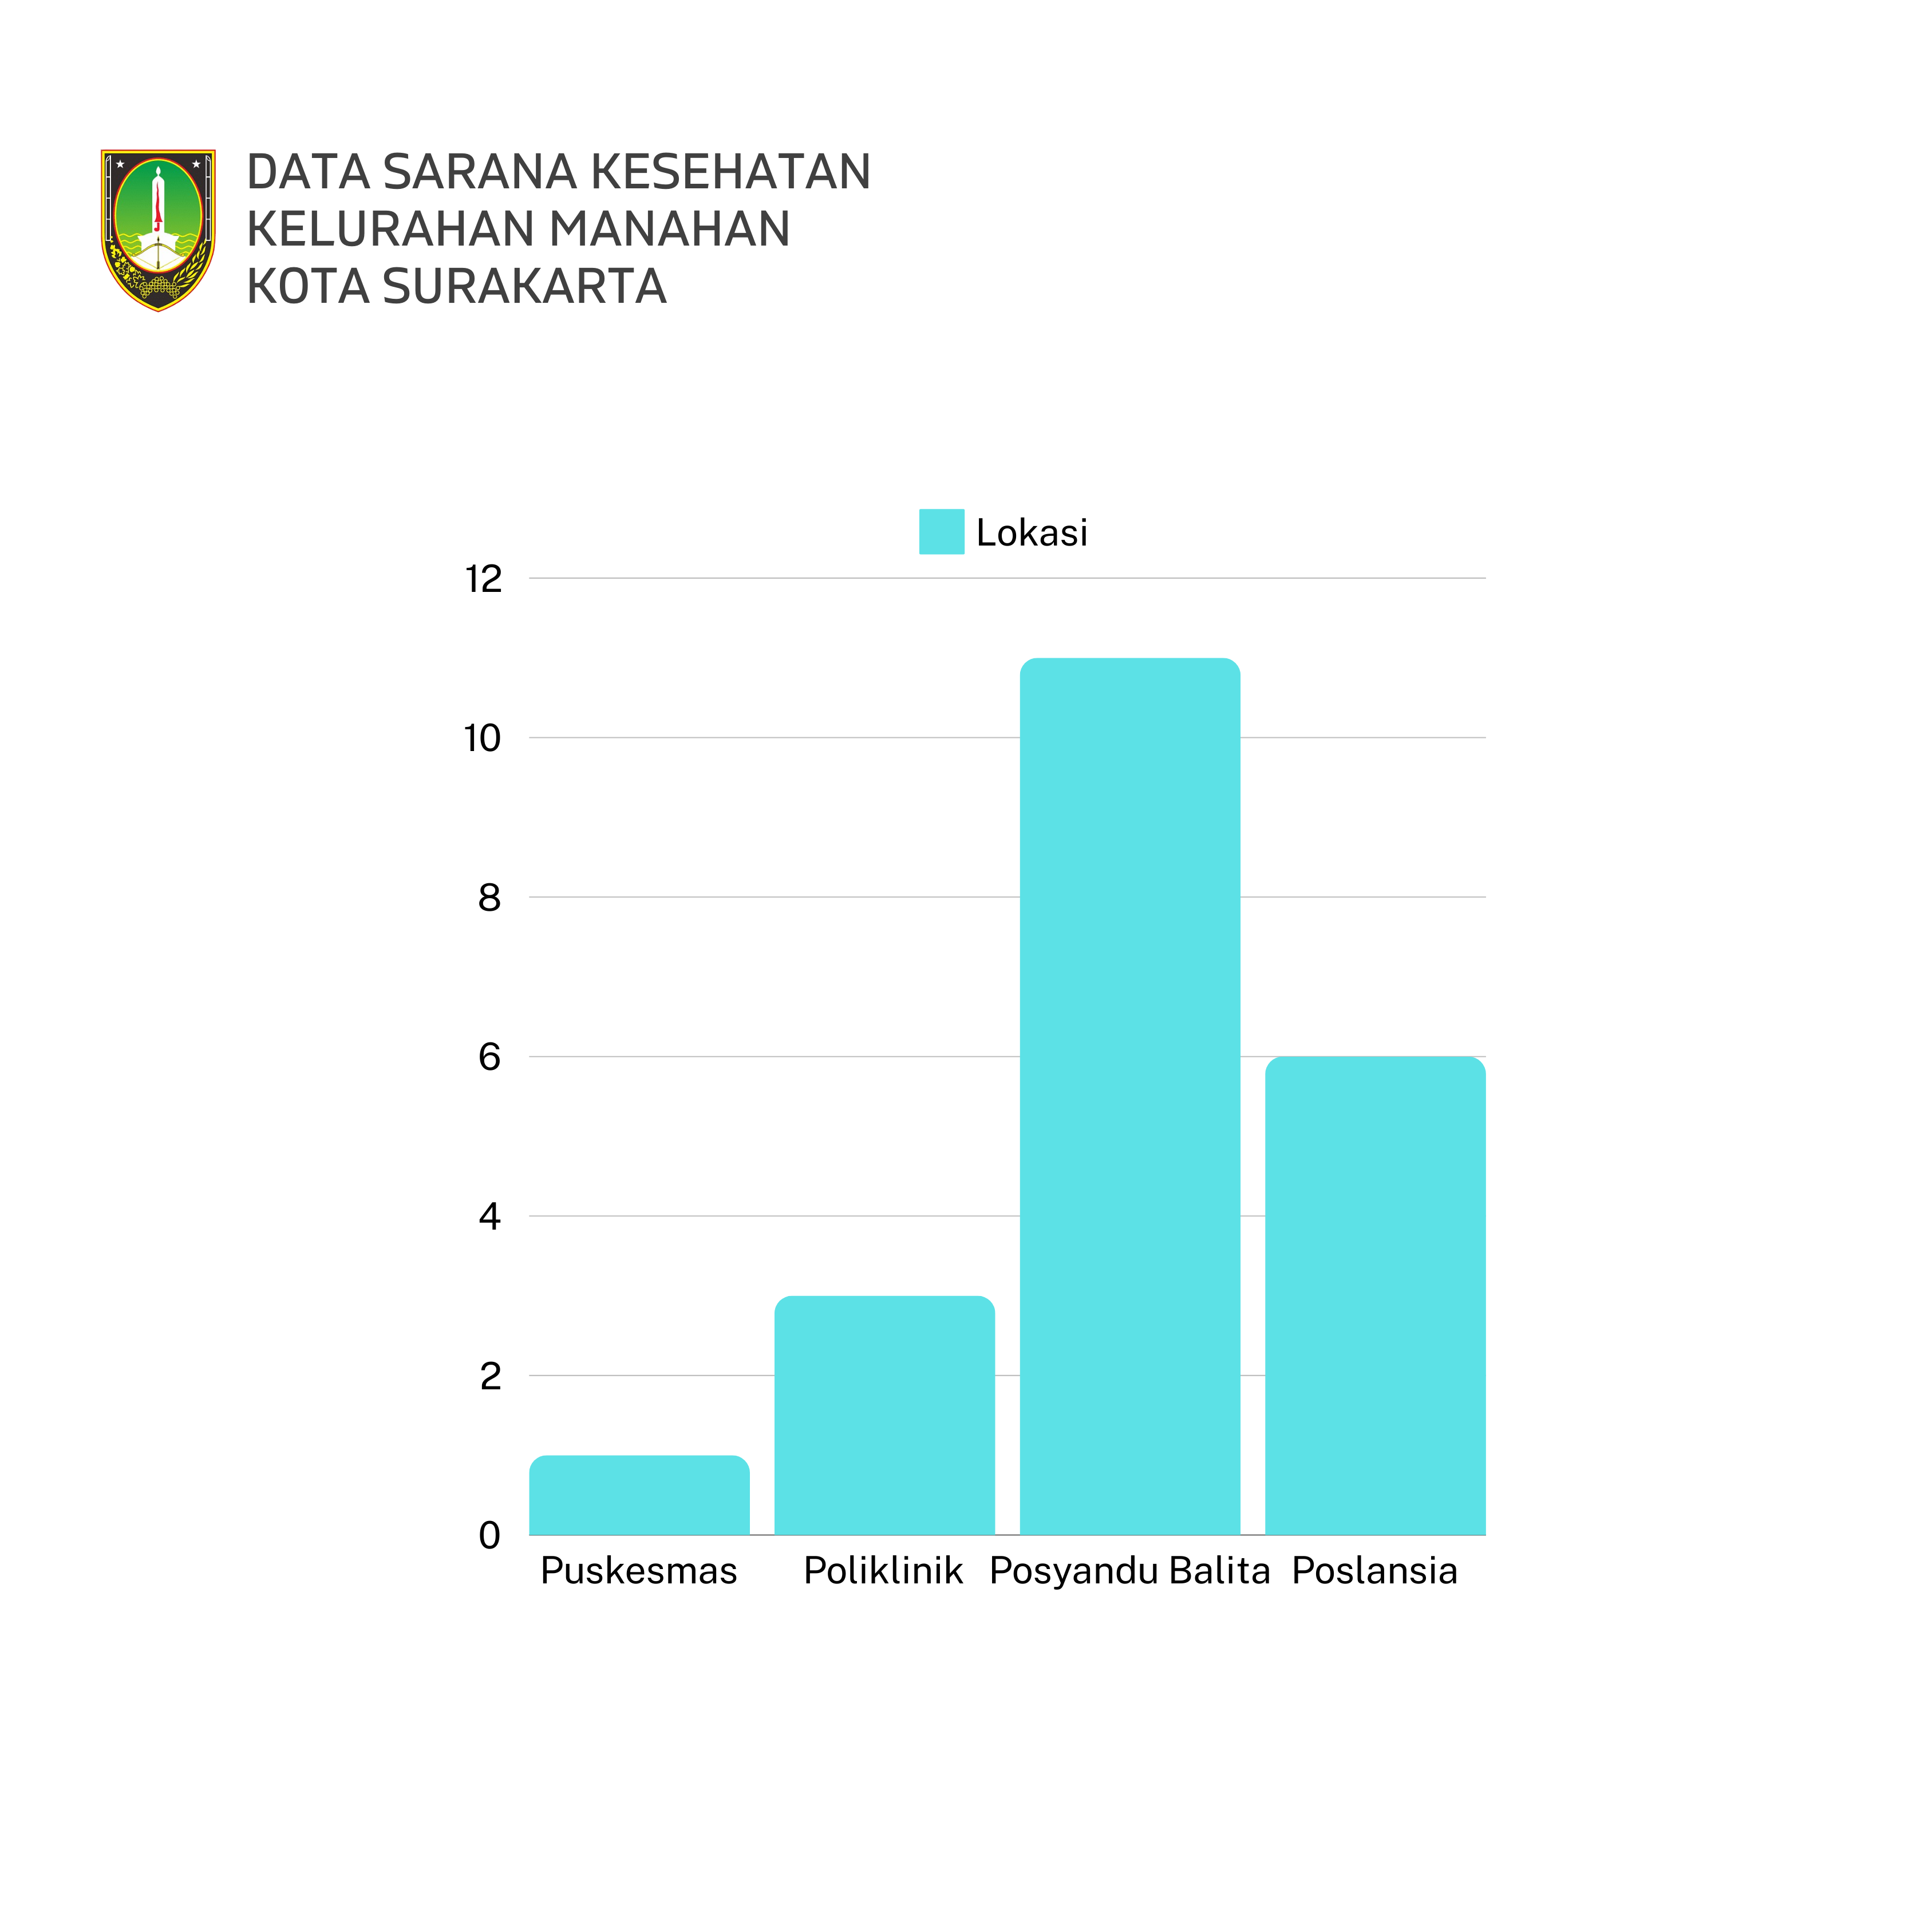 DATA SARANA KESEHATAN
KELURAHAN MANAHAN
KOTA SURAKARTA
Lokasi
12
10
8
6
4
2
0
Puskesmas Poliklinik Posyandu Balita Poslansia